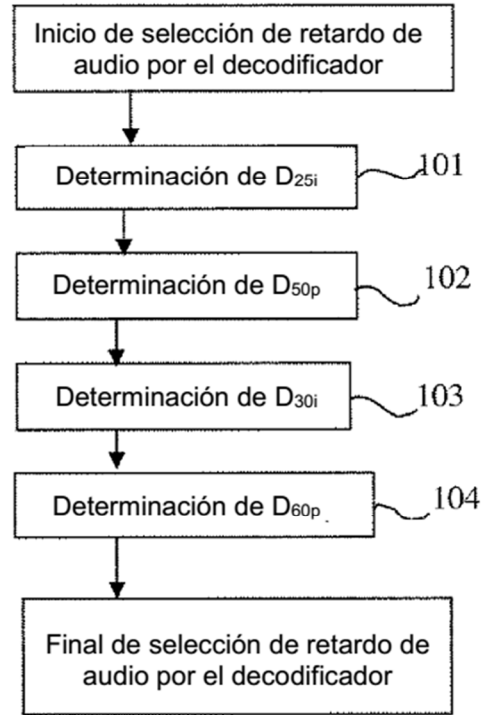 Inicio de selección de retardo de
audio por el decodificador
Determinación de D25i
101
Determinación de D50p
102
Determinación de D30i
103
Determinación de D60p
104
Final de selección de retardo de
audio por el decodificador